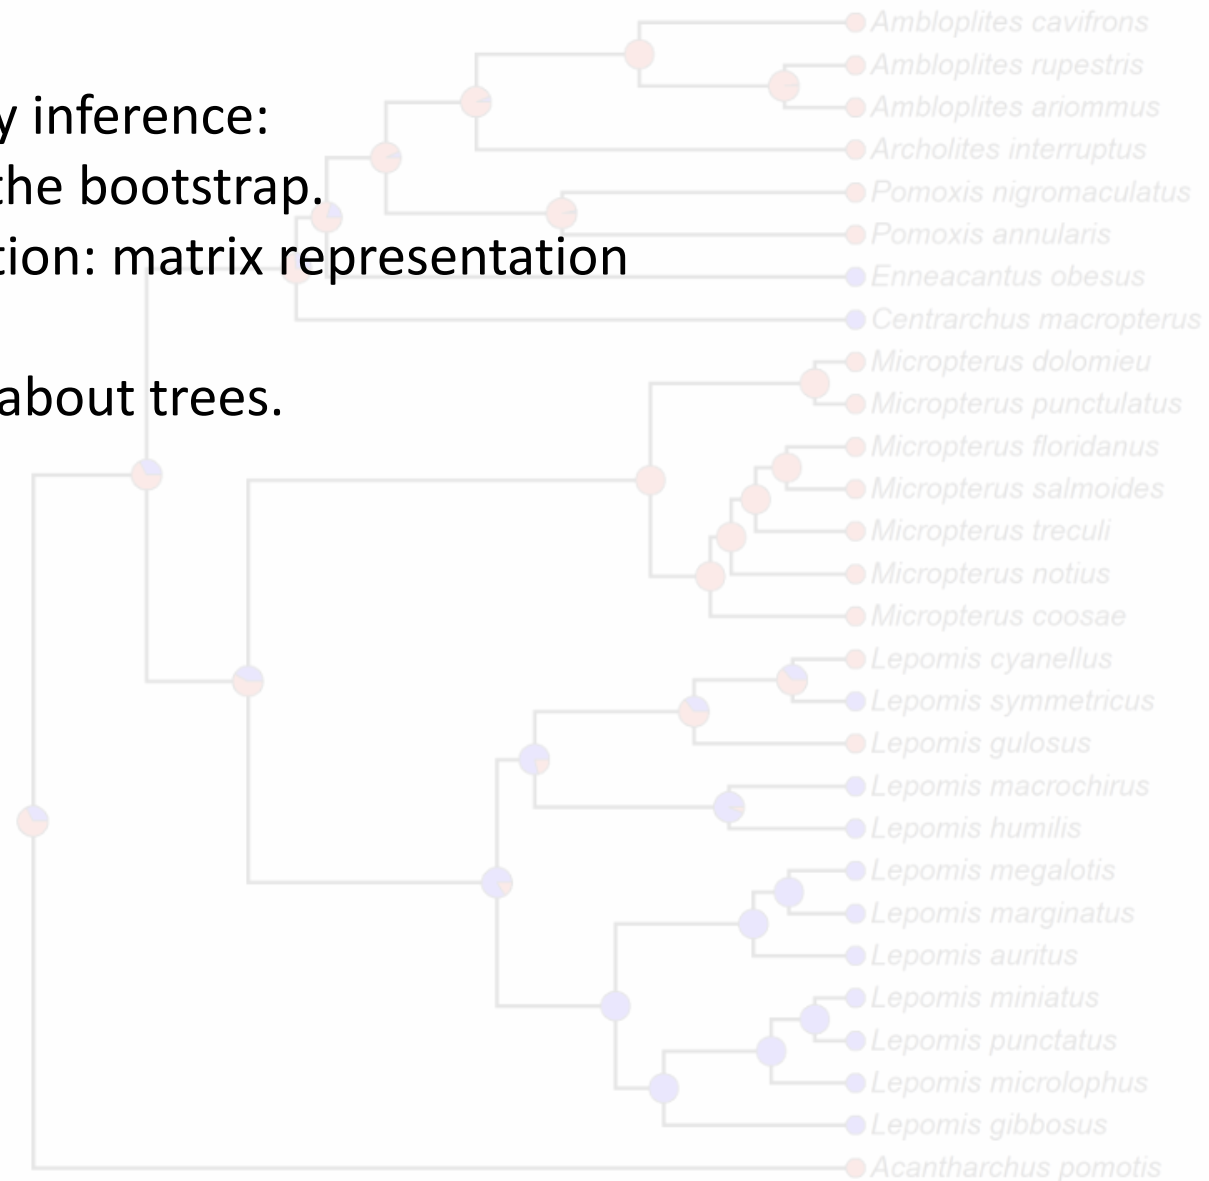 y inference:
the bootstrap.
tion: matrix representation
about trees.
Ambloplites cavifrons
Ambloplites rupestris
Ambloplites ariommus
Archolites interruptus
Pomoxis nigromaculatus
Pomoxis annularis
Enneacantus obesus
Centrarchus macropterus
Micropterus dolomieu
Micropterus punctulatus
Micropterus floridanus
Micropterus salmoides
Micropterus treculi
Micropterus notius
Micropterus coosae
Lepomis cyanellus
Lepomis symmetricus
Lepomis gulosus
Lepomis macrochirus
Lepomis humilis
Lepomis megalotis
Lepomis marginatus
Lepomis auritus
Lepomis miniatus
Lepomis punctatus
Lepomis microlophus
Lepomis gibbosus
Acantharchus pomotis